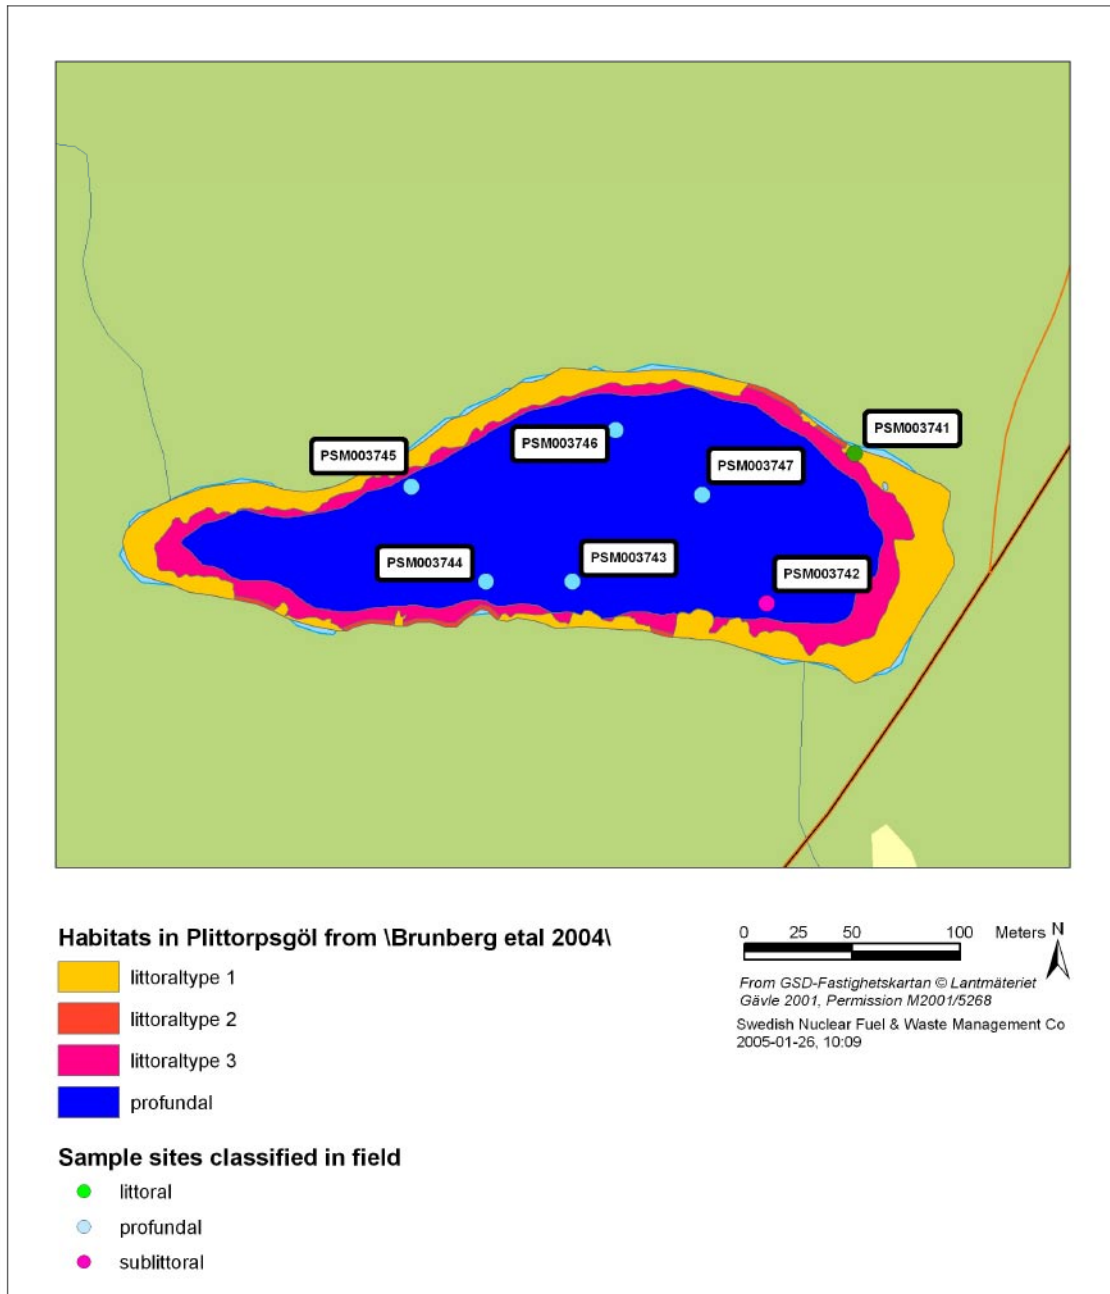 PSM003741
PSM003746
PSM003745
PSM003747
PSM003743
PSM003744
PSM003742
Habitats in Plittorpsgöl from \Brunberg etal 2004\
littoraltype 1
littoraltype 2
littoraltype 3
profundal
0 25 50 100 Meters N
From GSD-Fastighetskartan © Lantmäteriet
Gävle 2001, Permission M2001/5268
Swedish Nuclear Fuel & Waste Management Co
2005-01-26, 10:09
Sample sites classified in field
littoral
profundal
sublittoral